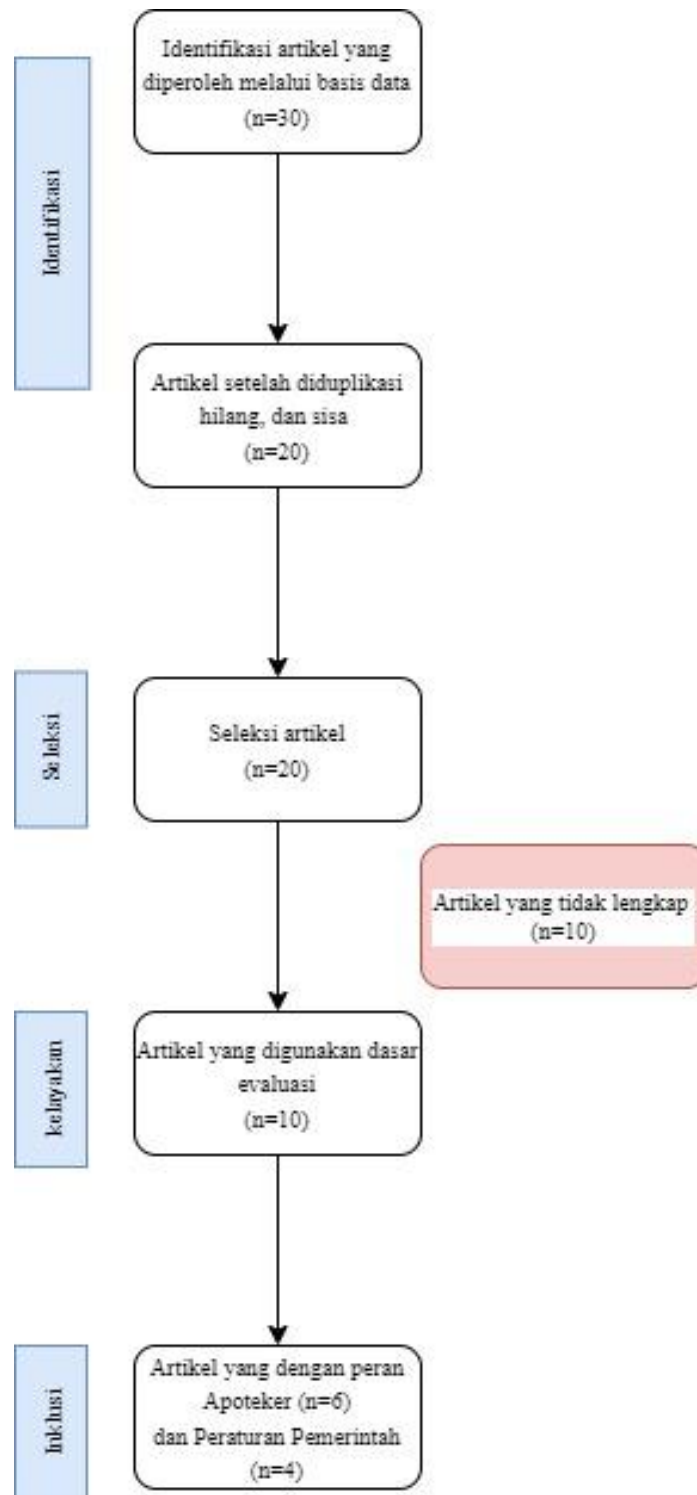 Identifikasi artikel yang
diperoleh melalui basis data
(n=30)
Identifikasi
Artikel setelah diduplikasi
hilang, dan sisa
(n=20)
Seleksi
Seleksi artikel
(n=20)
Artikel yang tidak lengkap
(n=10)
kelayakan
Artikel yang digunakan dasar
evaluasi
(n=10)
Inklusi
Artikel yang dengan peran
Apoteker (n=6)
dan Peraturan Pemerintah
(n=4)